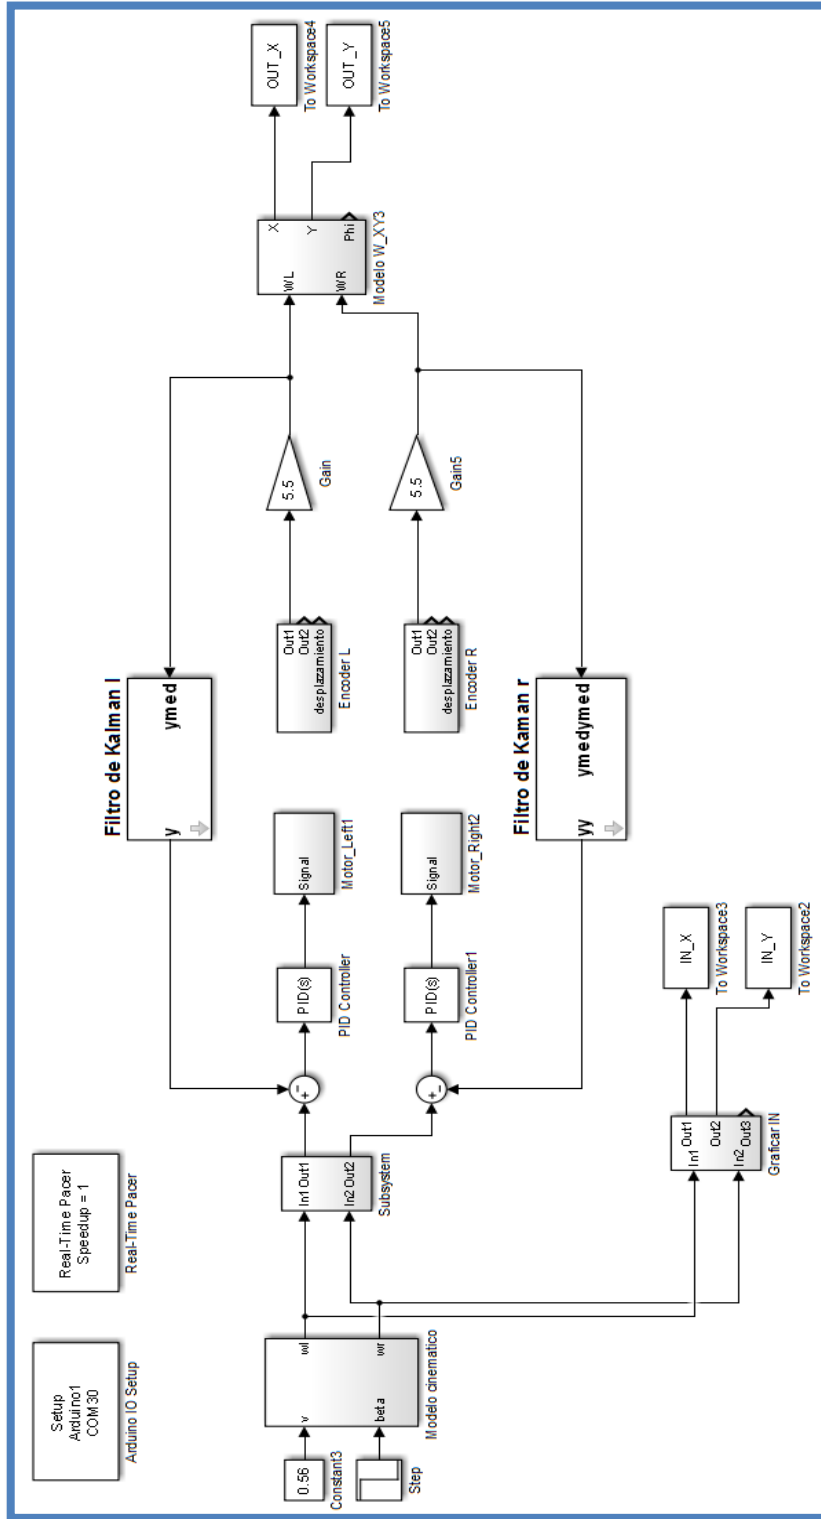 Setup
Arduino1
COM30
Arduino IO Setup
Real-Time Pacer
Speedup = 1
Real-Time Pacer
Filtro de Kalman l
y
ymed
0.56
Constant3
Step
v
beta
wl
wr
Modelo cinematico
In1
Out1
In2
Out2
Subsystem
+
-
PID(s)
PID Controller
Signal
Motor_Left1
Out1
Out2
desplazamiento
Encoder L
5.5
Gain
WL
WR
X
Y
Phi
Modelo W_XY3
OUT_X
To Workspace4
OUT_Y
To Workspace5
+
-
PID(s)
PID Controller1
Signal
Motor_Right2
Out1
Out2
desplazamiento
Encoder R
5.5
Gain5
Filtro de Kaman r
yy
ymedymed
In1
Out1
Out2
In2
Out3
Graficar IN
IN_X
To Workspace3
IN_Y
To Workspace2